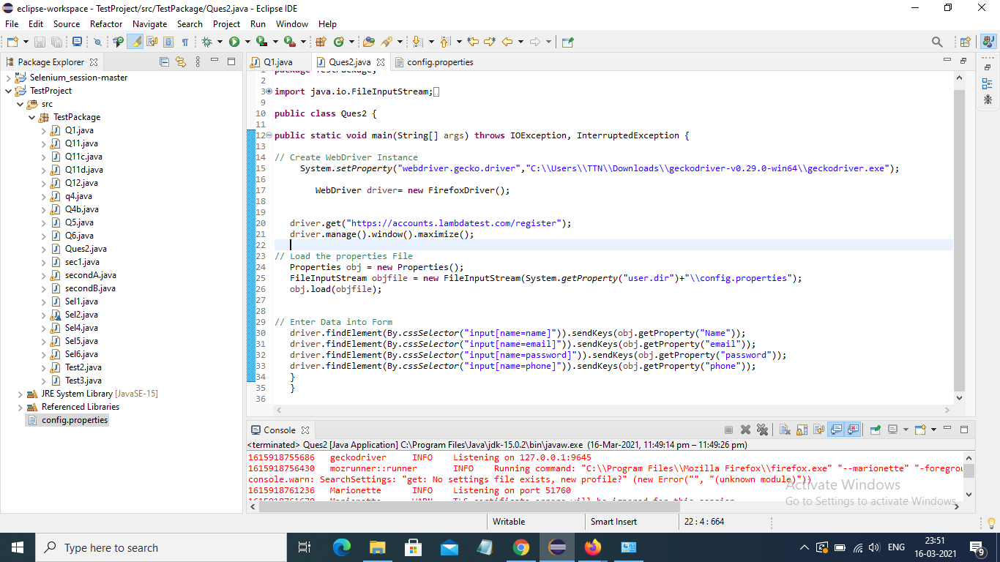 eclipse-workspace - TestProject/src/TestPackage/Ques2.java - Eclipse IDE
File Edit Source Refactor Navigate Search Project Run Window Help
Package Explorer
Selenium_session-master
TestProject
src
TestPackage
Q1.java
Q11.java
Q11c.java
Q11d.java
Q12.java
q4.java
Q4b.java
Q5.java
Q6.java
Ques2.java
sec1.java
secondA.java
secondB.java
Sel1.java
Sel2.java
Sel4.java
Sel5.java
Sel6.java
Test2.java
Test3.java
JRE System Library [JavaSE-15]
Referenced Libraries
config.properties
Q1.java Ques2.java config.properties
1 package TestPackage;
2
3 import java.io.FileInputStream;
9
10 public class Ques2 {
11
12 public static void main(String[] args) throws IOException, InterruptedException {
13
14 // Create WebDriver Instance
15 System.setProperty("webdriver.gecko.driver","C:\\Users\\TTN\\Downloads\\geckodriver-v0.29.0-win64\\geckodriver.exe");
16
17 WebDriver driver= new FirefoxDriver();
18
19
20 driver.get("https://accounts.lambdatest.com/register");
21 driver.manage().window().maximize();
22
23 // Load the properties File
24 Properties obj = new Properties();
25 FileInputStream objfile = new FileInputStream(System.getProperty("user.dir")+"\\config.properties");
26 obj.load(objfile);
27
28
29 // Enter Data into Form
30 driver.findElement(By.cssSelector("input[name=name]")).sendKeys(obj.getProperty("Name"));
31 driver.findElement(By.cssSelector("input[name=email]")).sendKeys(obj.getProperty("email"));
32 driver.findElement(By.cssSelector("input[name=password]")).sendKeys(obj.getProperty("password"));
33 driver.findElement(By.cssSelector("input[name=phone]")).sendKeys(obj.getProperty("phone"));
34 }
35 }
36
Console
<terminated> Ques2 [Java Application] C:\Program Files\Java\jdk-15.0.2\bin\javaw.exe (16-Mar-2021, 11:49:14 pm – 11:49:26 pm)
1615918755686 geckodriver INFO Listening on 127.0.0.1:9645
1615918756430 mozrunner::runner INFO Running command: "C:\\Program Files\\Mozilla Firefox\\firefox.exe" "--marionette" "-foregrou
console.warn: SearchSettings: "get: No settings file exists, new profile?" (new Error("", "(unknown module)"))
1615918761236 Marionette INFO Listening on port 51760
1615918761670 Marionette WARN TLS certificate errors will be ignored for this session
Activate Windows
Go to Settings to activate Windows.
Writable Smart Insert 22 : 4 : 664
Type here to search
ENG
23:51
16-03-2021
9